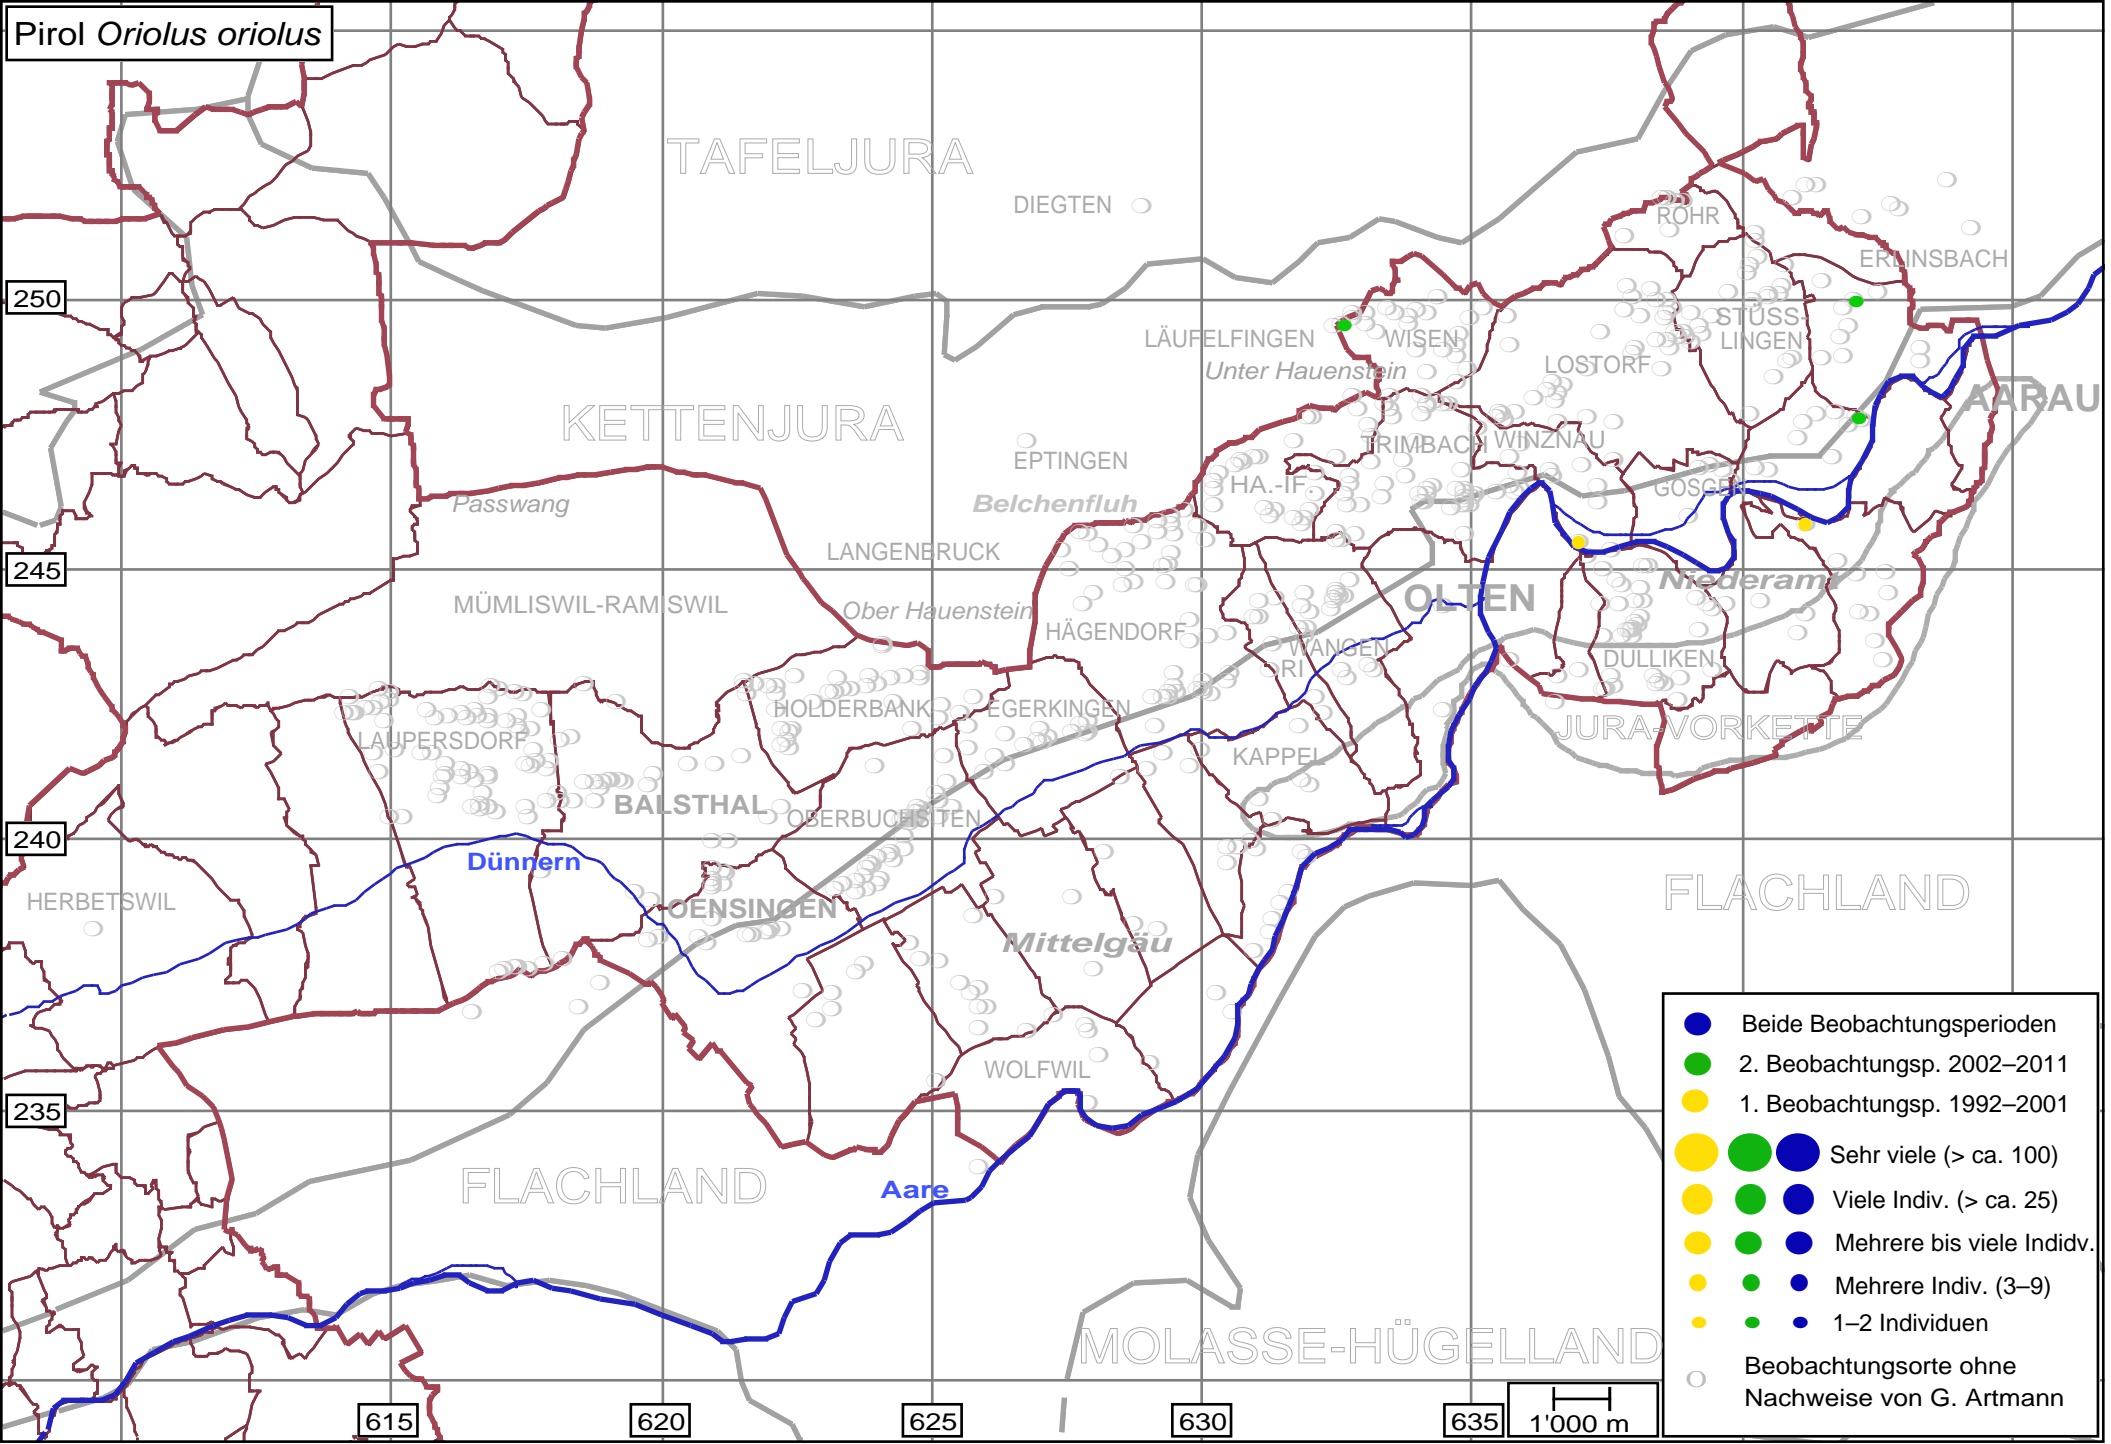 Pirol Oriolus oriolus
TAFELJURA
DIEGTEN
ROHR
ERLINSBACH
250
STÜSS-
LINGEN
LÄUFELFINGEN
WISEN
Unter Hauenstein
LOSTORF
AARAU
KETTENJURA
EPTINGEN
TRIMBACH
WINZNAU
HA.-IF.
GÖSGEN
Passwang
Belchenfluh
LANGENBRUCK
245
Niederamt
MÜMLISWIL-RAMISWIL
Ober Hauenstein
OLTEN
HÄGENDORF
WANGEN
RI
DULLIKEN
HOLDERBANK
EGERKINGEN
JURA-VORKETTE
LAUPERSDORF
KAPPEL
BALSTHAL
OBERBUCHSITEN
240
Dünnern
HERBETSWIL
OENSINGEN
FLACHLAND
Mittelgäu
WOLFWIL
235
FLACHLAND
Aare
MOLASSE-HÜGELLAND
615
620
625
630
635
1'000 m
Beide Beobachtungsperioden
2. Beobachtungsp. 2002–2011
1. Beobachtungsp. 1992–2001
Sehr viele (> ca. 100)
Viele Indiv. (> ca. 25)
Mehrere bis viele Indidv.
Mehrere Indiv. (3–9)
1–2 Individuen
Beobachtungsorte ohne
Nachweise von G. Artmann